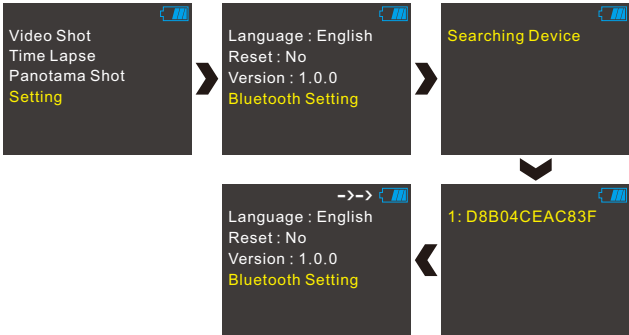 Video Shot
Time Lapse
Panotama Shot
Setting
Language : English
Reset : No
Version : 1.0.0
Bluetooth Setting
Searching Device
1: D8B04CEAC83F
->->
Language : English
Reset : No
Version : 1.0.0
Bluetooth Setting